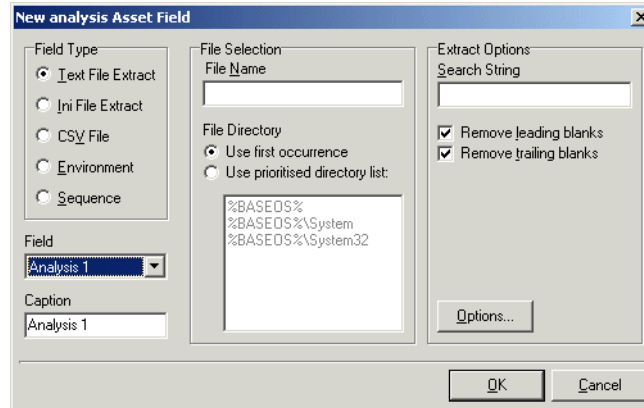 New analysis Asset Field
Field Type
Text File Extract
Ini File Extract
CSV File
Environment
Sequence
Field
Analysis 1
Caption
Analysis 1
File Selection
File Name
File Directory
Use first occurrence
Use prioritised directory list:
%BASEOS%
%BASEOS%\System
%BASEOS%\System32
Extract Options
Search String
Remove leading blanks
Remove trailing blanks
Options...
OK
Cancel